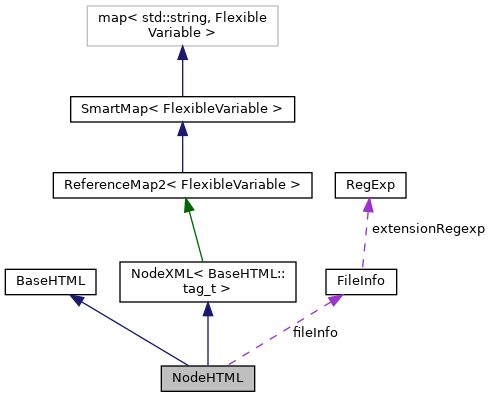 map< std::string, Flexible
Variable >
SmartMap< FlexibleVariable >
ReferenceMap2< FlexibleVariable >
RegExp
extensionRegexp
BaseHTML
NodeXML< BaseHTML::
tag_t >
FileInfo
fileInfo
NodeHTML